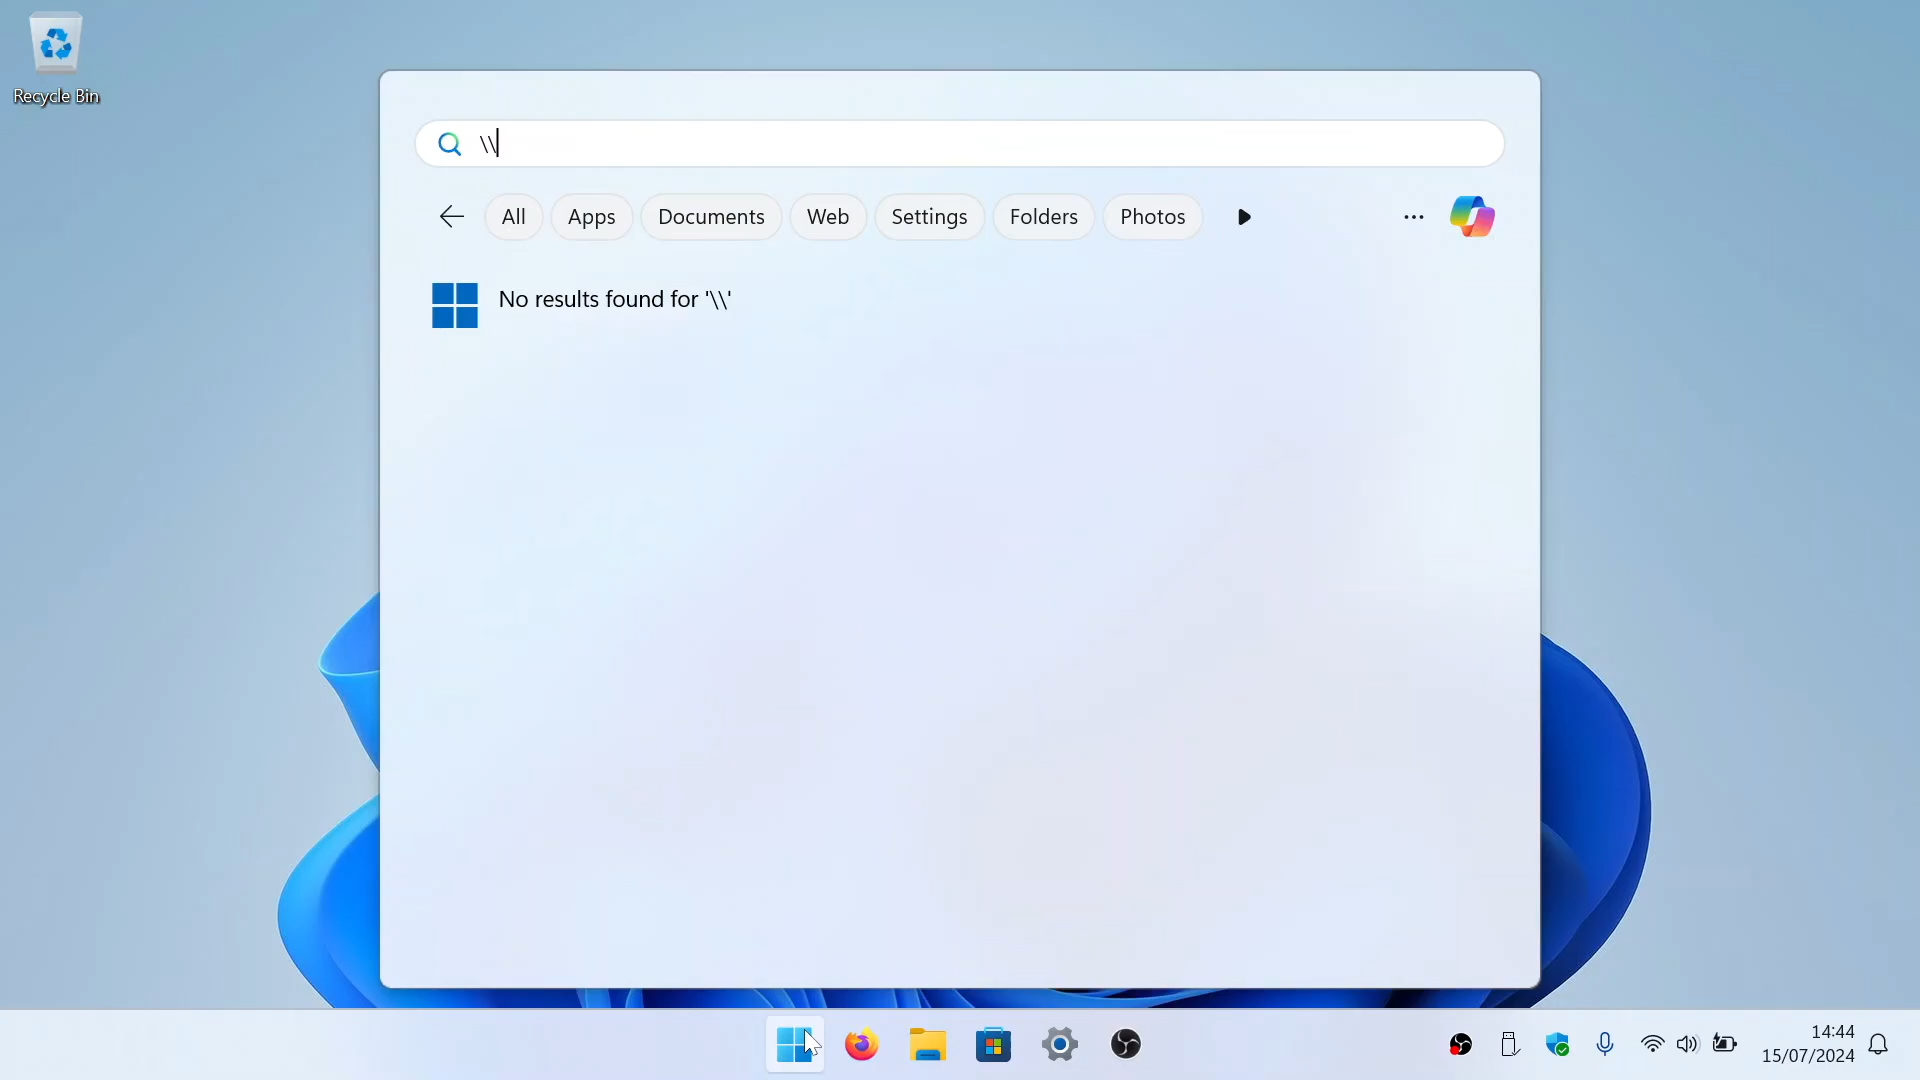 Recycle Bin
\\
All Apps Documents Web Settings Folders Photos
No results found for '\\'
14:44
15/07/2024